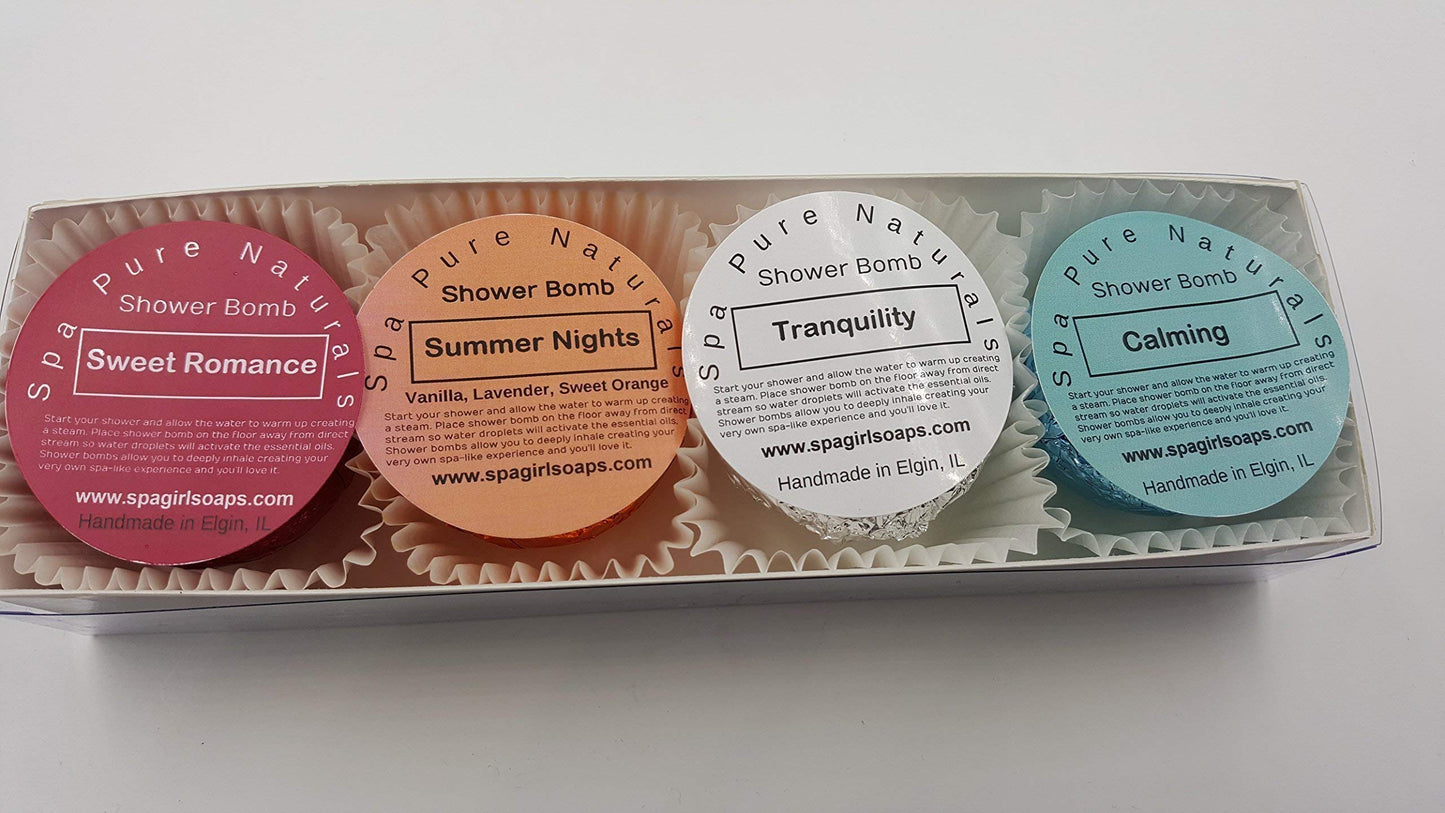 Spa Pure Naturals
Shower Bomb
Sweet Romance
Start your shower and allow the water to warm up creating
a steam. Place shower bomb on the floor away from direct
stream so water droplets will activate the essential oils.
Shower bombs allow you to deeply inhale creating your
very own spa-like experience and you'll love it.
www.spagirlsoaps.com
Handmade in Elgin, IL
Spa Pure Naturals
Shower Bomb
Summer Nights
Vanilla, Lavender, Sweet Orange
Start your shower and allow the water to warm up creating
a steam. Place shower bomb on the floor away from direct
stream so water droplets will activate the essential oils.
Shower bombs allow you to deeply inhale creating your
very own spa-like experience and you'll love it.
www.spagirlsoaps.com
Spa Pure Naturals
Shower Bomb
Tranquility
Start your shower and allow the water to warm up creating
a steam. Place shower bomb on the floor away from direct
stream so water droplets will activate the essential oils.
Shower bombs allow you to deeply inhale creating your
very own spa-like experience and you'll love it.
www.spagirlsoaps.com
Handmade in Elgin, IL
Spa Pure Naturals
Shower Bomb
Calming
Start your shower and allow the water to warm up creating
a steam. Place shower bomb on the floor away from direct
stream so water droplets will activate the essential oils.
Shower bombs allow you to deeply inhale creating your
very own spa-like experience and you'll love it.
www.spagirlsoaps.com
Handmade in Elgin, IL